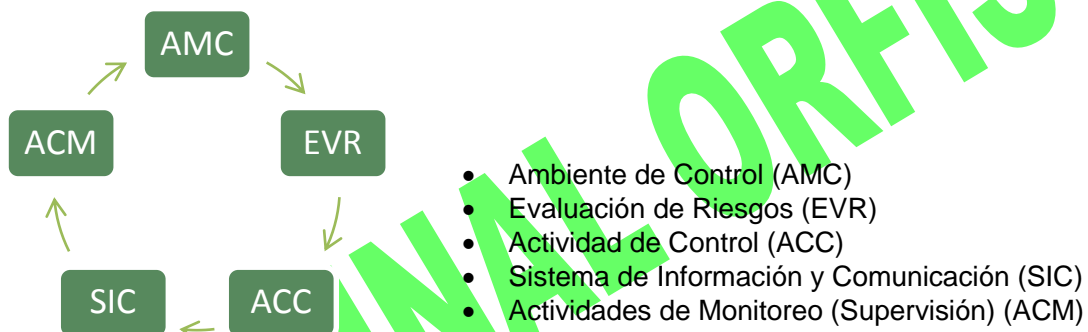 AMC
ACM
EVR
SIC
ACC
• Ambiente de Control (AMC)
• Evaluación de Riesgos (EVR)
• Actividad de Control (ACC)
• Sistema de Información y Comunicación (SIC)
• Actividades de Monitoreo (Supervisión) (ACM)